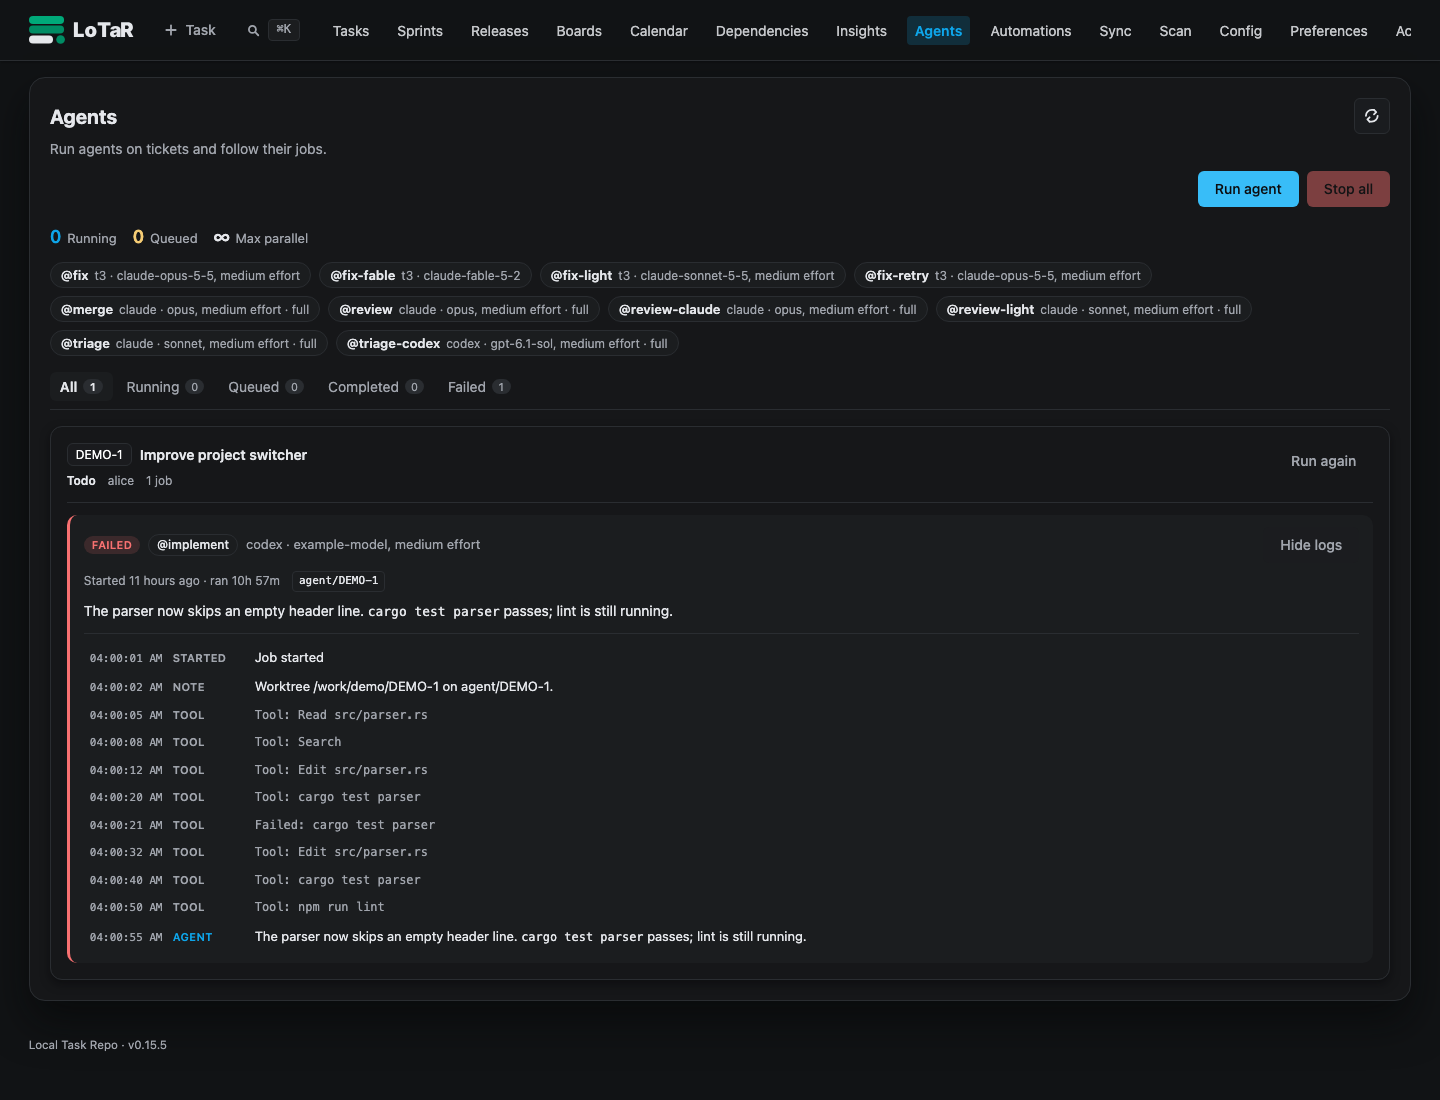 LoTaR
Task
⌘K
Tasks
Sprints
Releases
Boards
Calendar
Dependencies
Insights
Agents
Automations
Sync
Scan
Config
Preferences
Ac
Agents
Run agents on tickets and follow their jobs.
Run agent
Stop all
0 Running
0 Queued
∞ Max parallel
@fix t3 · claude-opus-5-5, medium effort
@fix-fable t3 · claude-fable-5-2
@fix-light t3 · claude-sonnet-5-5, medium effort
@fix-retry t3 · claude-opus-5-5, medium effort
@merge claude · opus, medium effort · full
@review claude · opus, medium effort · full
@review-claude claude · opus, medium effort · full
@review-light claude · sonnet, medium effort · full
@triage claude · sonnet, medium effort · full
@triage-codex codex · gpt-6.1-sol, medium effort · full
All 1
Running 0
Queued 0
Completed 0
Failed 1
DEMO-1 Improve project switcher
Run again
Todo alice 1 job
FAILED @implement codex · example-model, medium effort
Hide logs
Started 11 hours ago · ran 10h 57m agent/DEMO-1
The parser now skips an empty header line. cargo test parser passes; lint is still running.
04:00:01 AM STARTED Job started
04:00:02 AM NOTE Worktree /work/demo/DEMO-1 on agent/DEMO-1.
04:00:05 AM TOOL Tool: Read src/parser.rs
04:00:08 AM TOOL Tool: Search
04:00:12 AM TOOL Tool: Edit src/parser.rs
04:00:20 AM TOOL Tool: cargo test parser
04:00:21 AM TOOL Failed: cargo test parser
04:00:32 AM TOOL Tool: Edit src/parser.rs
04:00:40 AM TOOL Tool: cargo test parser
04:00:50 AM TOOL Tool: npm run lint
04:00:55 AM AGENT The parser now skips an empty header line. cargo test parser passes; lint is still running.
Local Task Repo · v0.15.5